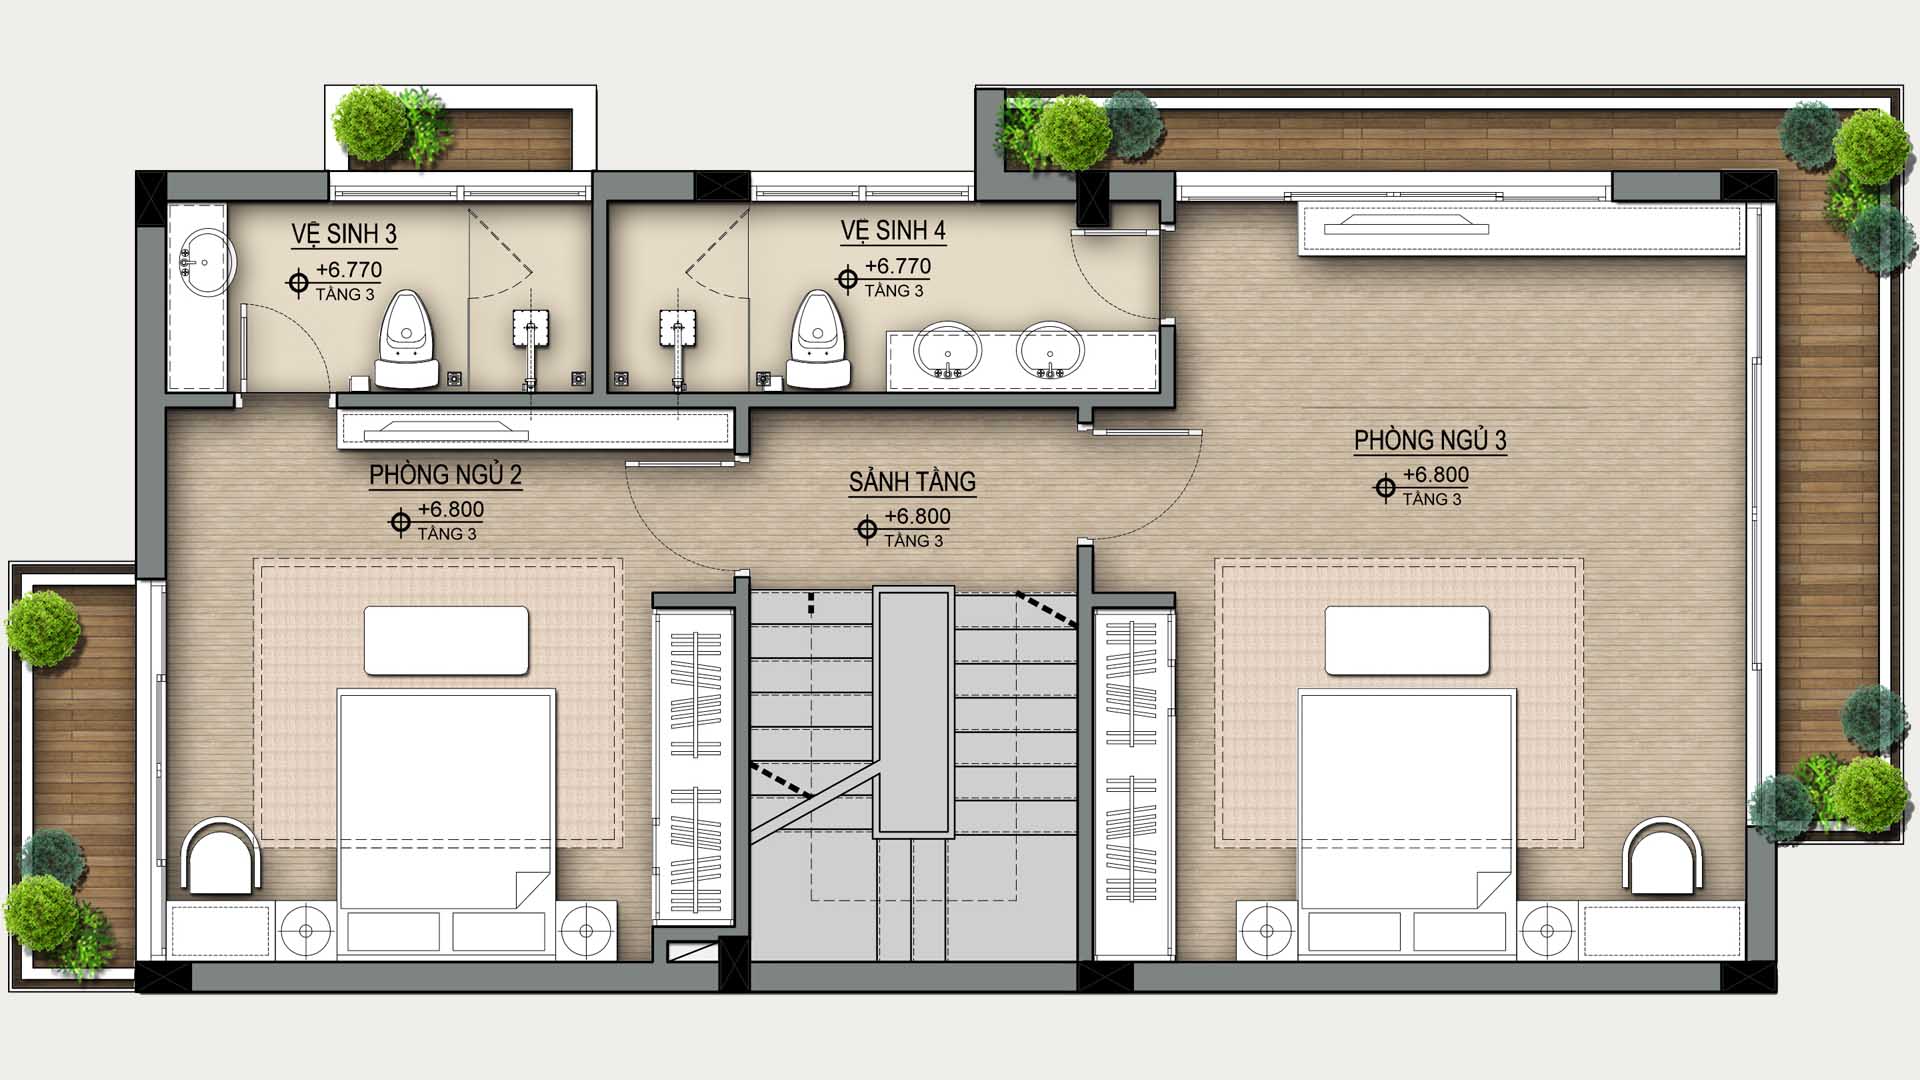 VỆ SINH 3
+6.770
TẦNG 3
VỆ SINH 4
+6.770
TẦNG 3
PHÒNG NGỦ 2
+6.800
TẦNG 3
SẢNH TẦNG
+6.800
TẦNG 3
PHÒNG NGỦ 3
+6.800
TẦNG 3